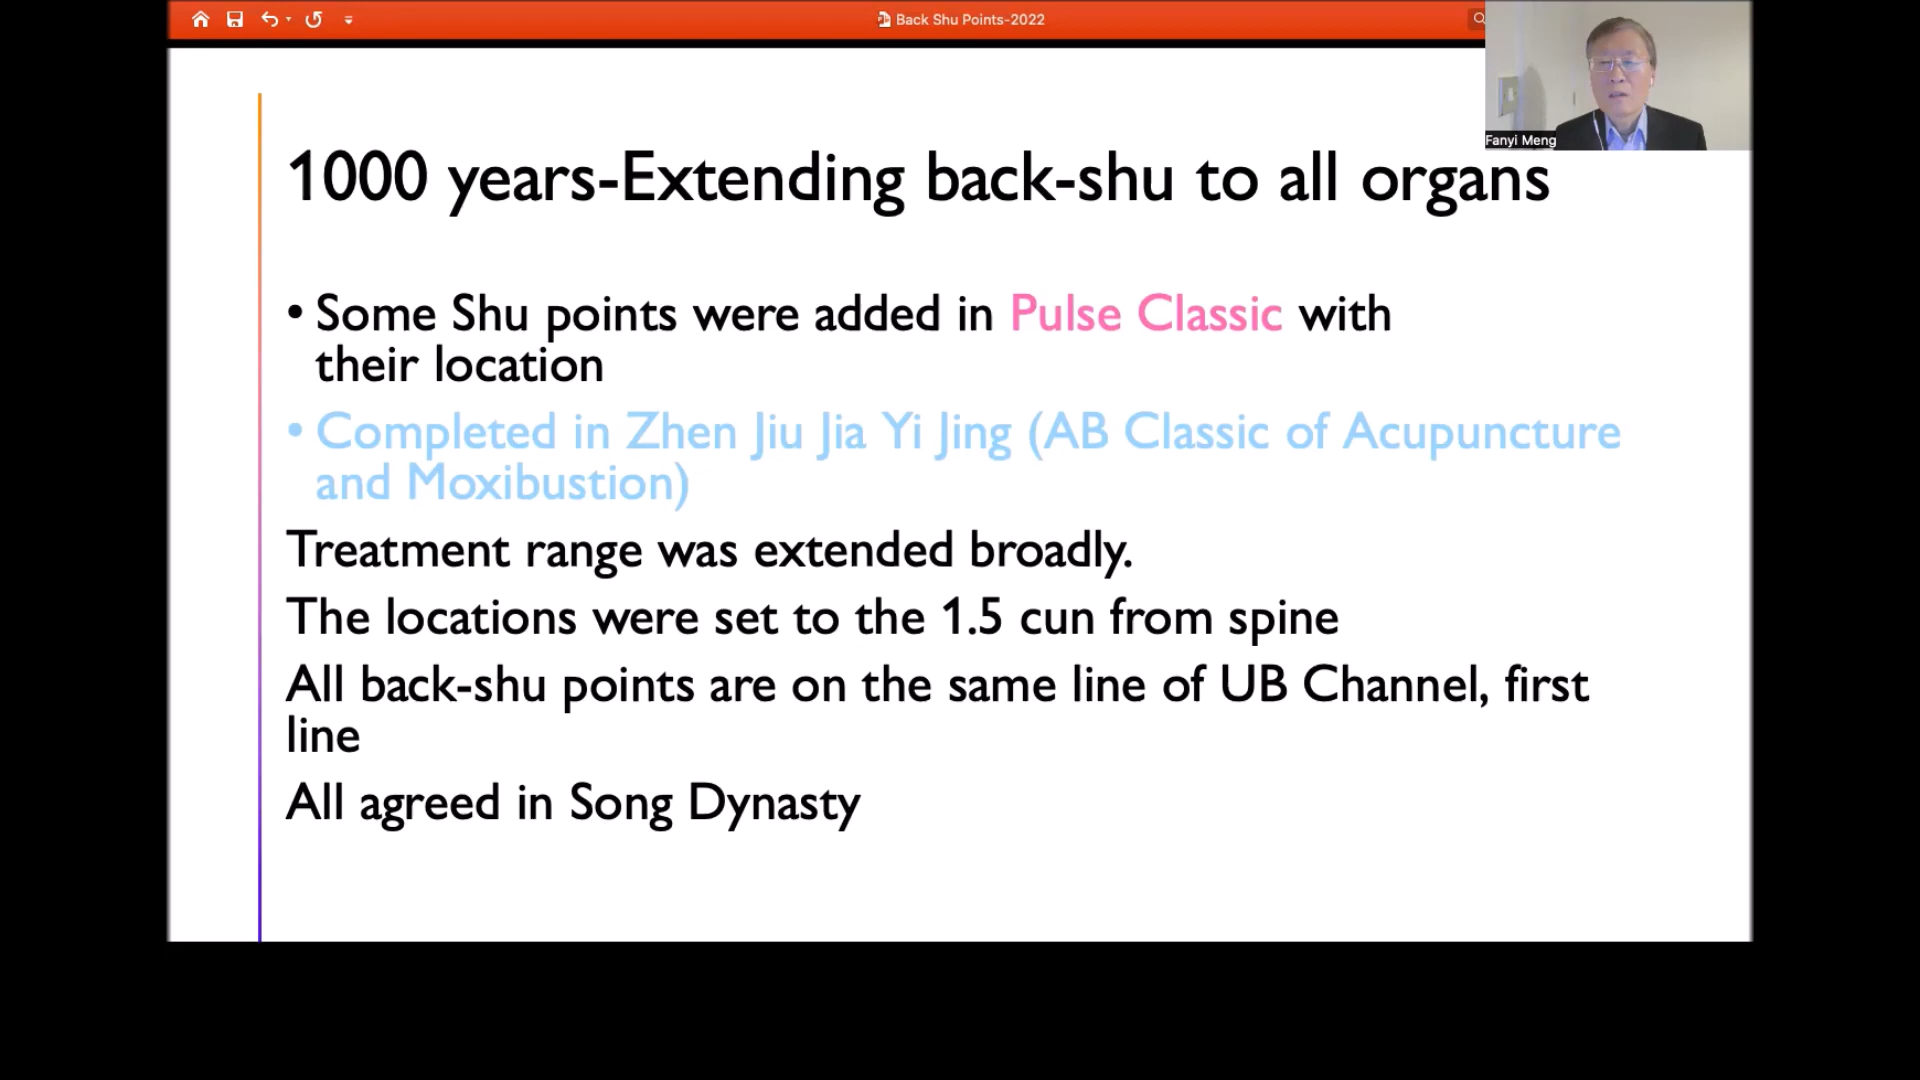 Back Shu Points-2022
Fanyi Meng
1000 years-Extending back-shu to all organs
• Some Shu points were added in Pulse Classic with
their location
• Completed in Zhen Jiu Jia Yi Jing (AB Classic of Acupuncture
and Moxibustion)
Treatment range was extended broadly.
The locations were set to the 1.5 cun from spine
All back-shu points are on the same line of UB Channel, first
line
All agreed in Song Dynasty